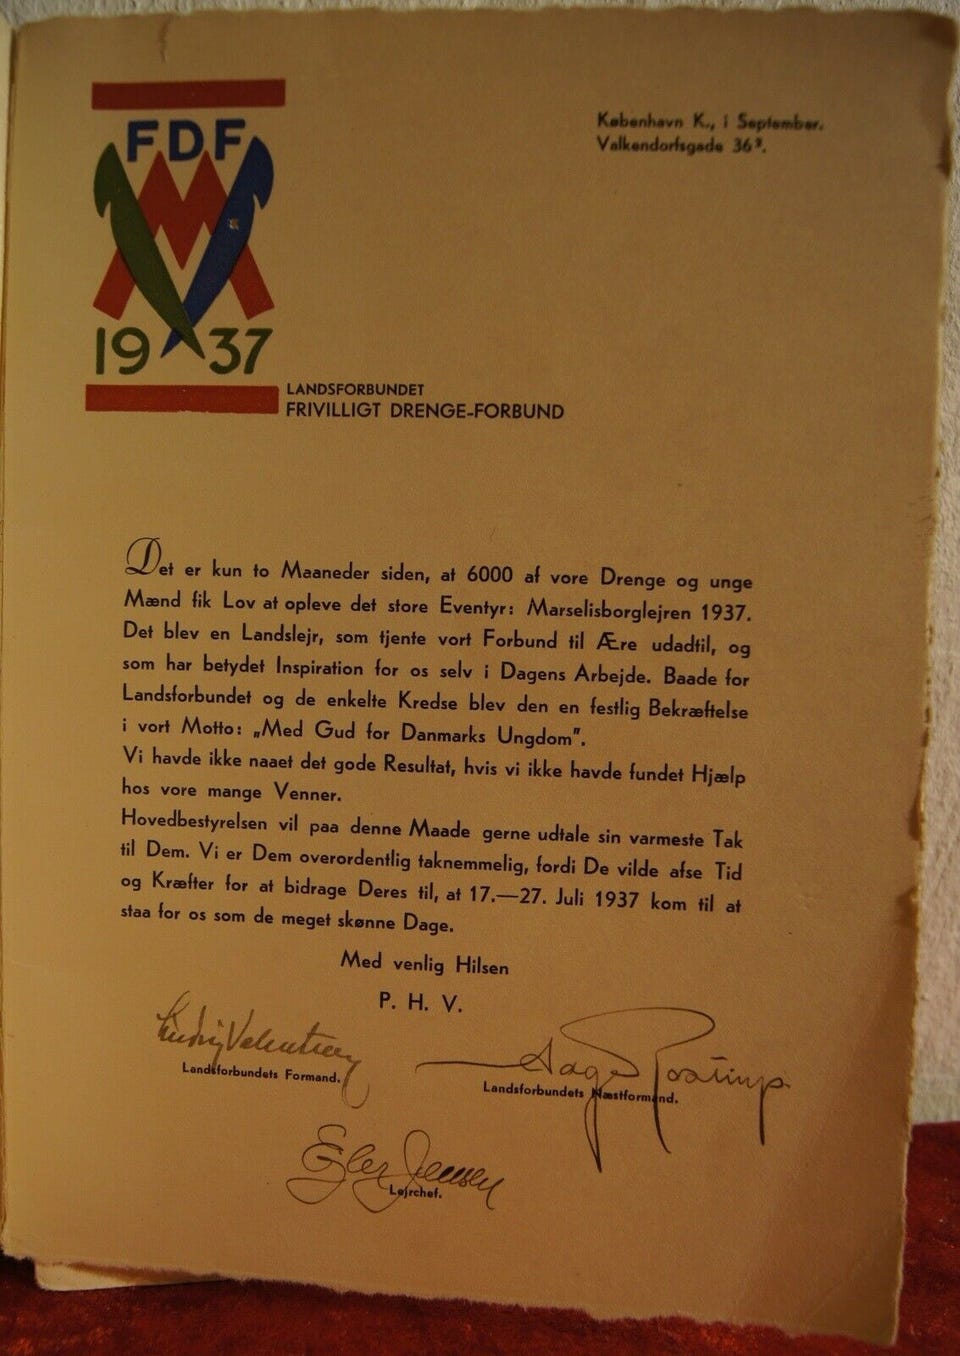 FDF
M
1937
København K., i September.
Valkendorfsgade 36³.
LANDSFORBUNDET
FRIVILLIGT DRENGE-FORBUND
Det er kun to Maaneder siden, at 6000 af vore Drenge og unge
Mænd fik Lov at opleve det store Eventyr: Marselisborglejren 1937.
Det blev en Landslejr, som tjente vort Forbund til Ære udadtil, og
som har betydet Inspiration for os selv i Dagens Arbejde. Baade for
Landsforbundet og de enkelte Kredse blev den en festlig Bekræftelse
i vort Motto: „Med Gud for Danmarks Ungdom".
Vi havde ikke naaet det gode Resultat, hvis vi ikke havde fundet Hjælp
hos vore mange Venner.
Hovedbestyrelsen vil paa denne Maade gerne udtale sin varmeste Tak
til Dem. Vi er Dem overordentlig taknemmelig, fordi De vilde afse Tid
og Kræfter for at bidrage Deres til, at 17.—27. Juli 1937 kom til at
staa for os som de meget skønne Dage.
Med venlig Hilsen
P. H. V.
Ludvig Valentiner
Landsforbundets Formand.
Aage Rostrup
Landsforbundets Næstformand.
Jensen
Lejrchef.